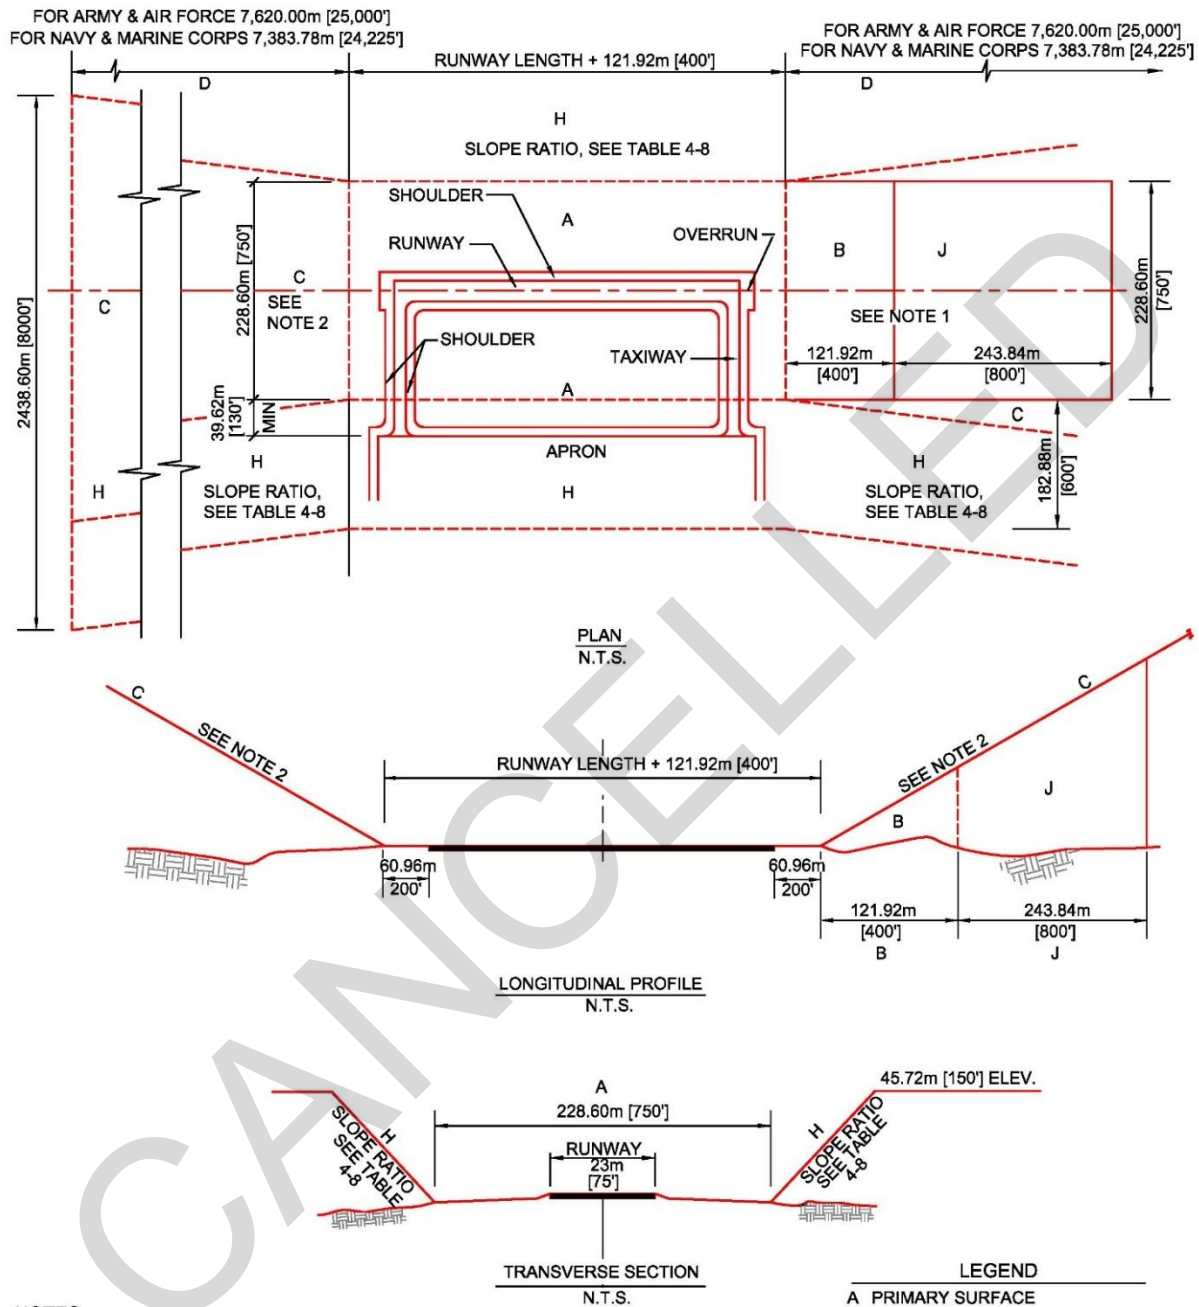 FOR ARMY & AIR FORCE 7,620.00m [25,000']
FOR NAVY & MARINE CORPS 7,383.78m [24,225']
FOR ARMY & AIR FORCE 7,620.00m [25,000']
FOR NAVY & MARINE CORPS 7,383.78m [24,225']
RUNWAY LENGTH + 121.92m [400']
D
D
H
SLOPE RATIO, SEE TABLE 4-8
SHOULDER
A
RUNWAY
OVERRUN
B
J
2438.60m [8000']
228.60m [750']
C
C
SEE
NOTE 2
228.60m
[750']
SEE NOTE 1
SHOULDER
TAXIWAY
121.92m
[400']
243.84m
[800']
A
39.62m
[130']
MIN
C
APRON
H
H
SLOPE RATIO,
SEE TABLE 4-8
H
H
SLOPE RATIO,
SEE TABLE 4-8
182.88m
[600']
PLAN
N.T.S.
C
SEE NOTE 2
RUNWAY LENGTH + 121.92m [400']
C
SEE NOTE 2
B
J
60.96m
200'
60.96m
200'
121.92m
[400']
B
243.84m
[800']
J
LONGITUDINAL PROFILE
N.T.S.
A
228.60m [750']
45.72m [150'] ELEV.
H
SLOPE RATIO
SEE TABLE
4-8
RUNWAY
23m
[75']
H
SLOPE RATIO
SEE TABLE
4-8
TRANSVERSE SECTION
N.T.S.
LEGEND
A PRIMARY SURFACE
CANCELLED